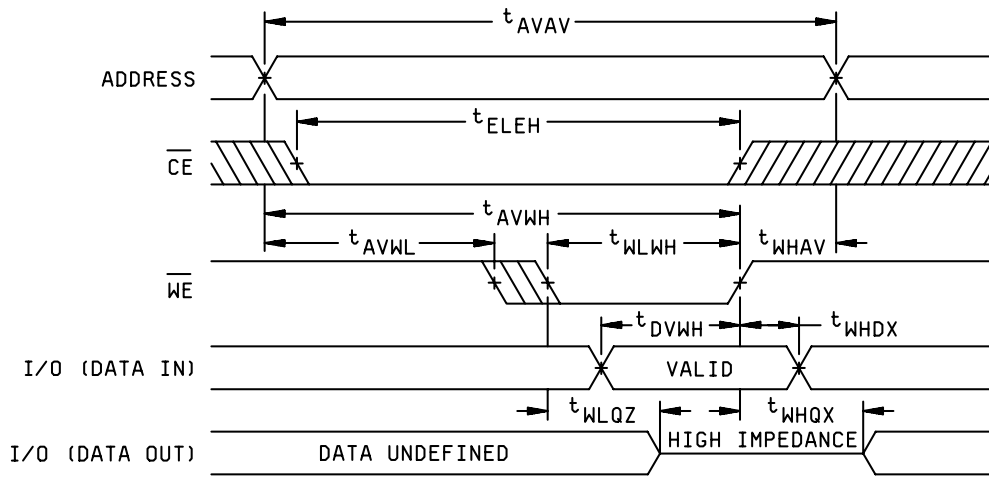 tAVAV
ADDRESS
tELEH
CE
tAVWH
tAVWL
tWLWH
tWHAV
WE
tDVWH
tWHDX
I/O (DATA IN)
VALID
tWLQZ
tWHQX
I/O (DATA OUT)
DATA UNDEFINED
HIGH IMPEDANCE